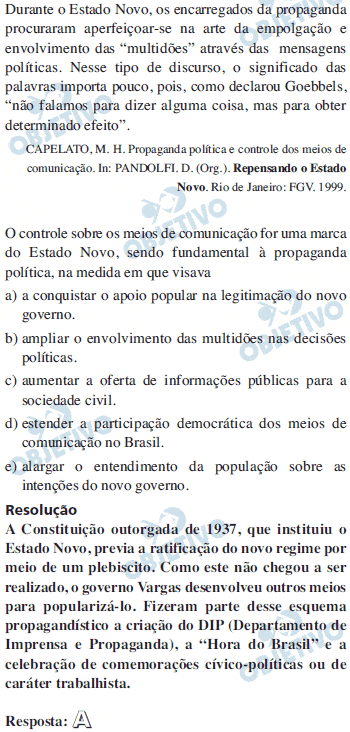 Durante o Estado Novo, os encarregados da propaganda
procuraram aperfeiçoar-se na arte da empolgação e
envolvimento das “multidões” através das mensagens
políticas. Nesse tipo de discurso, o significado das
palavras importa pouco, pois, como declarou Goebbels,
“não falamos para dizer alguma coisa, mas para obter
determinado efeito”.
CAPELATO, M. H. Propaganda política e controle dos meios de
comunicação. In: PANDOLFI. D. (Org.). Repensando o Estado
Novo. Rio de Janeiro: FGV. 1999.
O controle sobre os meios de comunicação for uma marca
do Estado Novo, sendo fundamental à propaganda
política, na medida em que visava
a) a conquistar o apoio popular na legitimação do novo
governo.
b) ampliar o envolvimento das multidões nas decisões
políticas.
c) aumentar a oferta de informações públicas para a
sociedade civil.
d) estender a participação democrática dos meios de
comunicação no Brasil.
e) alargar o entendimento da população sobre as
intenções do novo governo.
Resolução
A Constituição outorgada de 1937, que instituiu o
Estado Novo, previa a ratificação do novo regime por
meio de um plebiscito. Como este não chegou a ser
realizado, o governo Vargas desenvolveu outros meios
para popularizá-lo. Fizeram parte desse esquema
propagandístico a criação do DIP (Departamento de
Imprensa e Propaganda), a “Hora do Brasil” e a
celebração de comemorações cívico-políticas ou de
caráter trabalhista.
Resposta: A
OBJETIVO
OBJETIVO
OBJETIVO
OBJETIVO
OBJETIVO
OBJETIVO
OBJETIVO
OBJETIVO